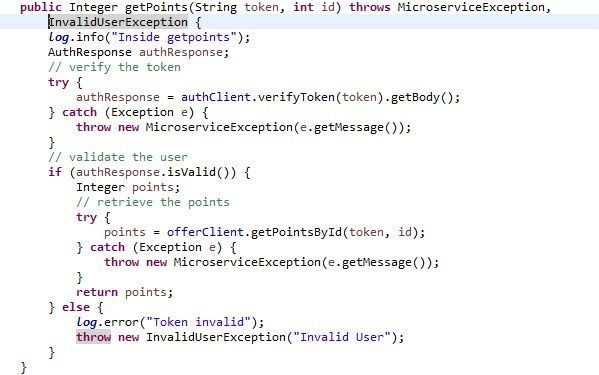 public Integer getPoints(String token, int id) throws MicroserviceException,
InvalidUserException {
log.info("Inside getpoints");
AuthResponse authResponse;
// verify the token
try {
authResponse = authClient.verifyToken(token).getBody();
} catch (Exception e) {
throw new MicroserviceException(e.getMessage());
}
// validate the user
if (authResponse.isValid()) {
Integer points;
// retrieve the points
try {
points = offerClient.getPointsById(token, id);
} catch (Exception e) {
throw new MicroserviceException(e.getMessage());
}
return points;
} else {
log.error("Token invalid");
throw new InvalidUserException("Invalid User");
}
}